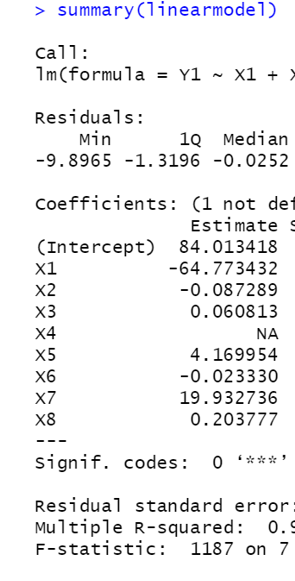 > summary(linearmodel)
Call:
lm(formula = Y1 ~ X1 +
Residuals:
Min 1Q Median
-9.8965 -1.3196 -0.0252
Coefficients: (1 not
Estimate
(Intercept) 84.013418
X1 -64.773432
X2 -0.087289
X3 0.060813
X4 NA
X5 4.169954
X6 -0.023330
X7 19.932736
X8 0.203777
---
Signif. codes: 0 ‘***’
Residual standard error:
Multiple R-squared: 0.9
F-statistic: 1187 on 7